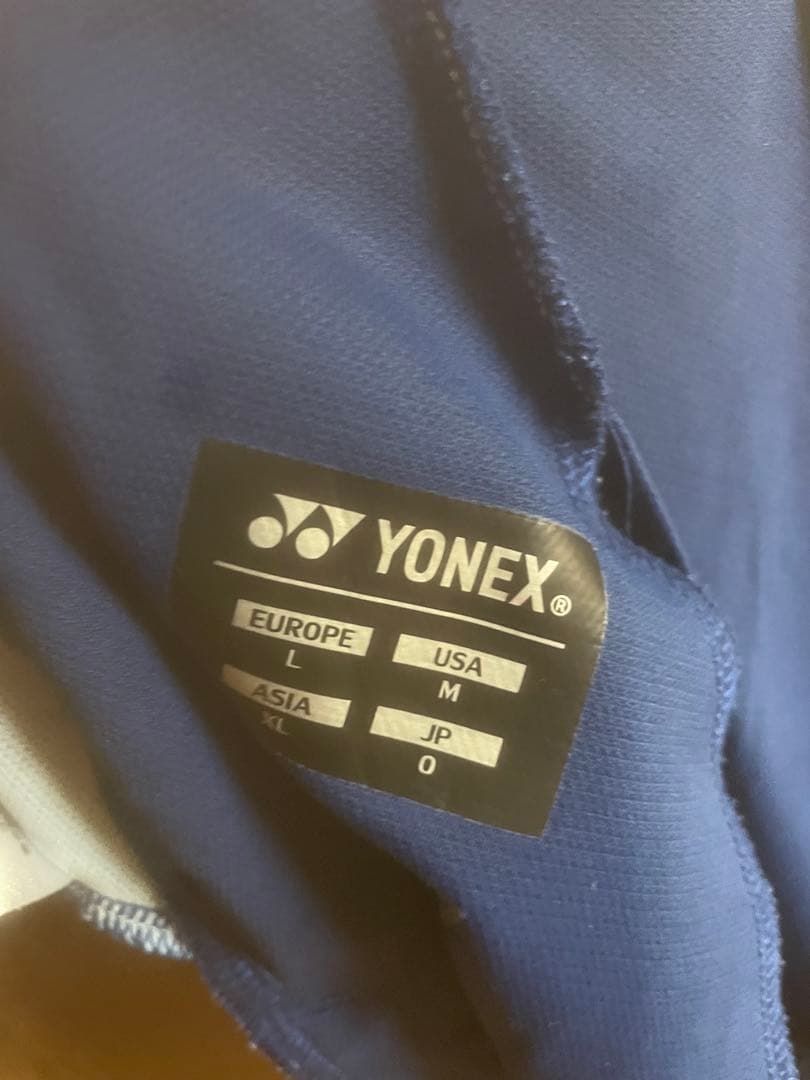 YONEX®
EUROPE USA
L M
ASIA JP
XL O